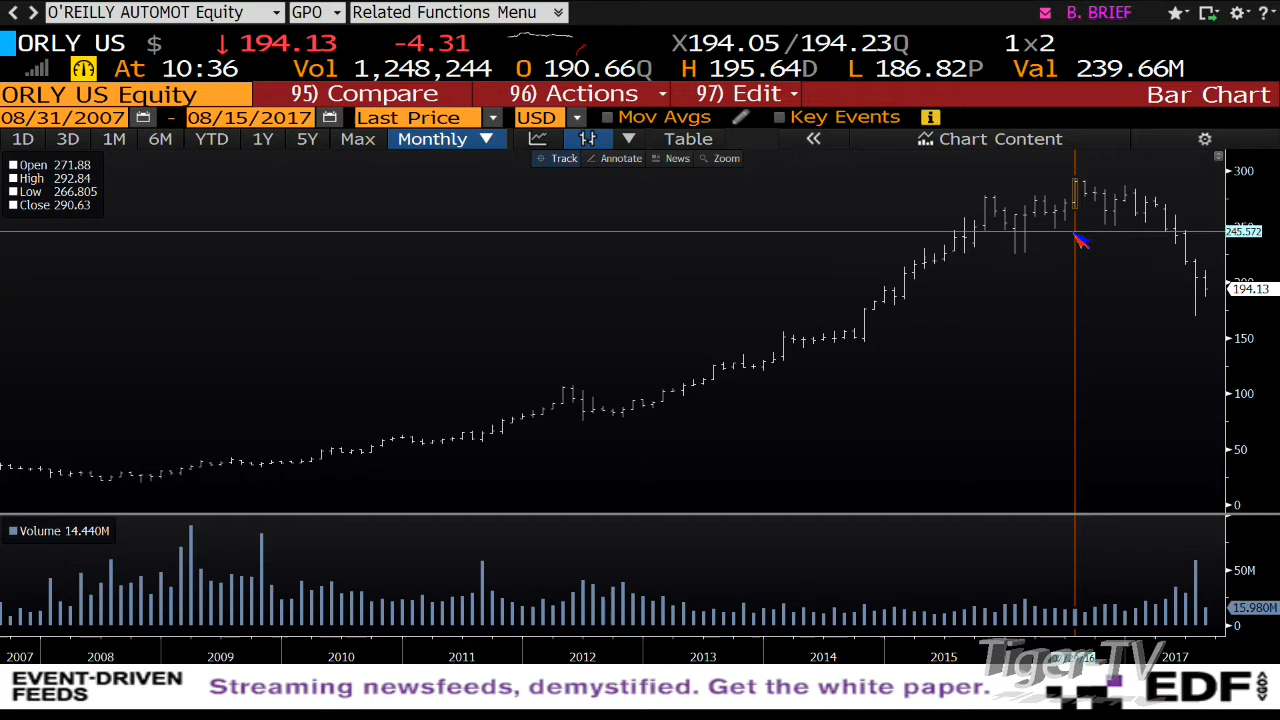 O'REILLY AUTOMOT Equity GPO Related Functions Menu B. BRIEF ?
ORLY US $ ↓ 194.13 -4.31 X194.05/194.23Q 1x2
At 10:36 Vol 1,248,244 O 190.66Q H 195.64D L 186.82P Val 239.66M
ORLY US Equity 95) Compare 96) Actions 97) Edit Bar Chart
08/31/2007 - 08/15/2017 Last Price USD Mov Avgs Key Events
1D 3D 1M 6M YTD 1Y 5Y Max Monthly Table « Chart Content
Track Annotate News Zoom
Open 271.88
High 292.84
Low 266.805
Close 290.63
300
245.572
194.13
150
100
50
0
Volume 14.440M
50M
15.980M
0
2007 2008 2009 2010 2011 2012 2013 2014 2015 2017
TigerTV
EVENT-DRIVEN FEEDS
Streaming newsfeeds, demystified. Get the white paper.
EDF